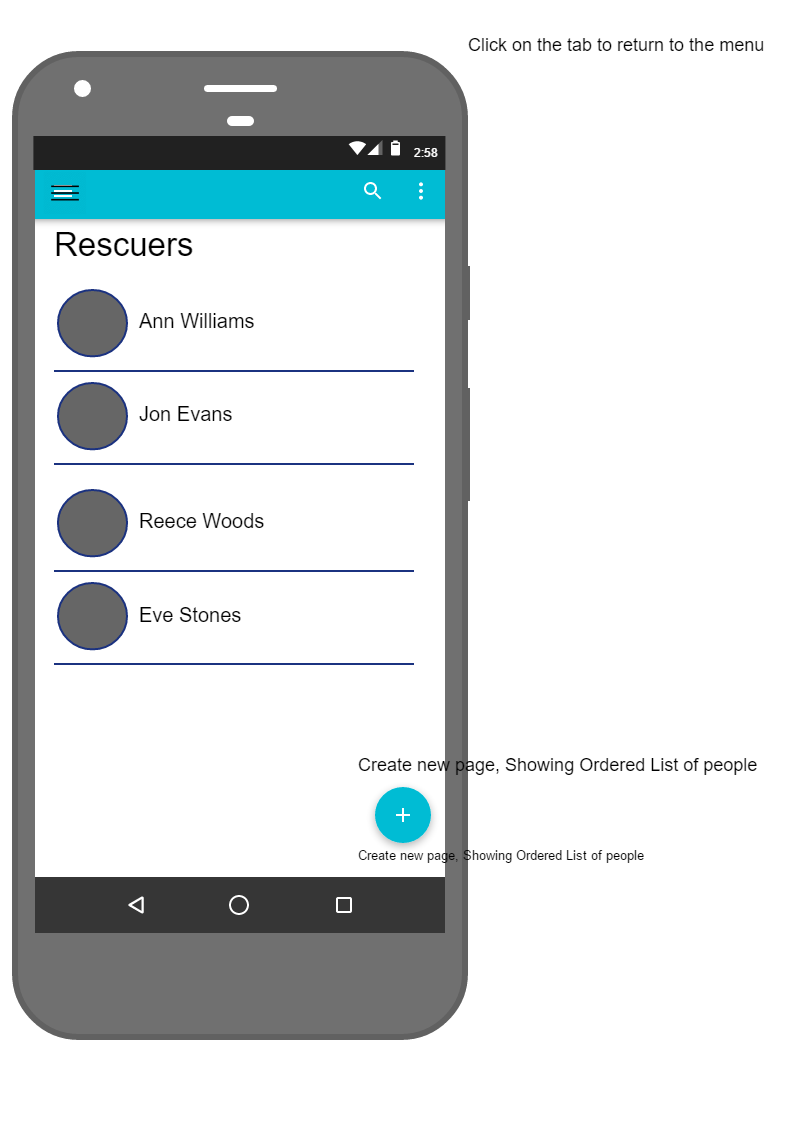 Click on the tab to return to the menu
2:58
Rescuers
Ann Williams
Jon Evans
Reece Woods
Eve Stones
Create new page, Showing Ordered List of people
Create new page, Showing Ordered List of people